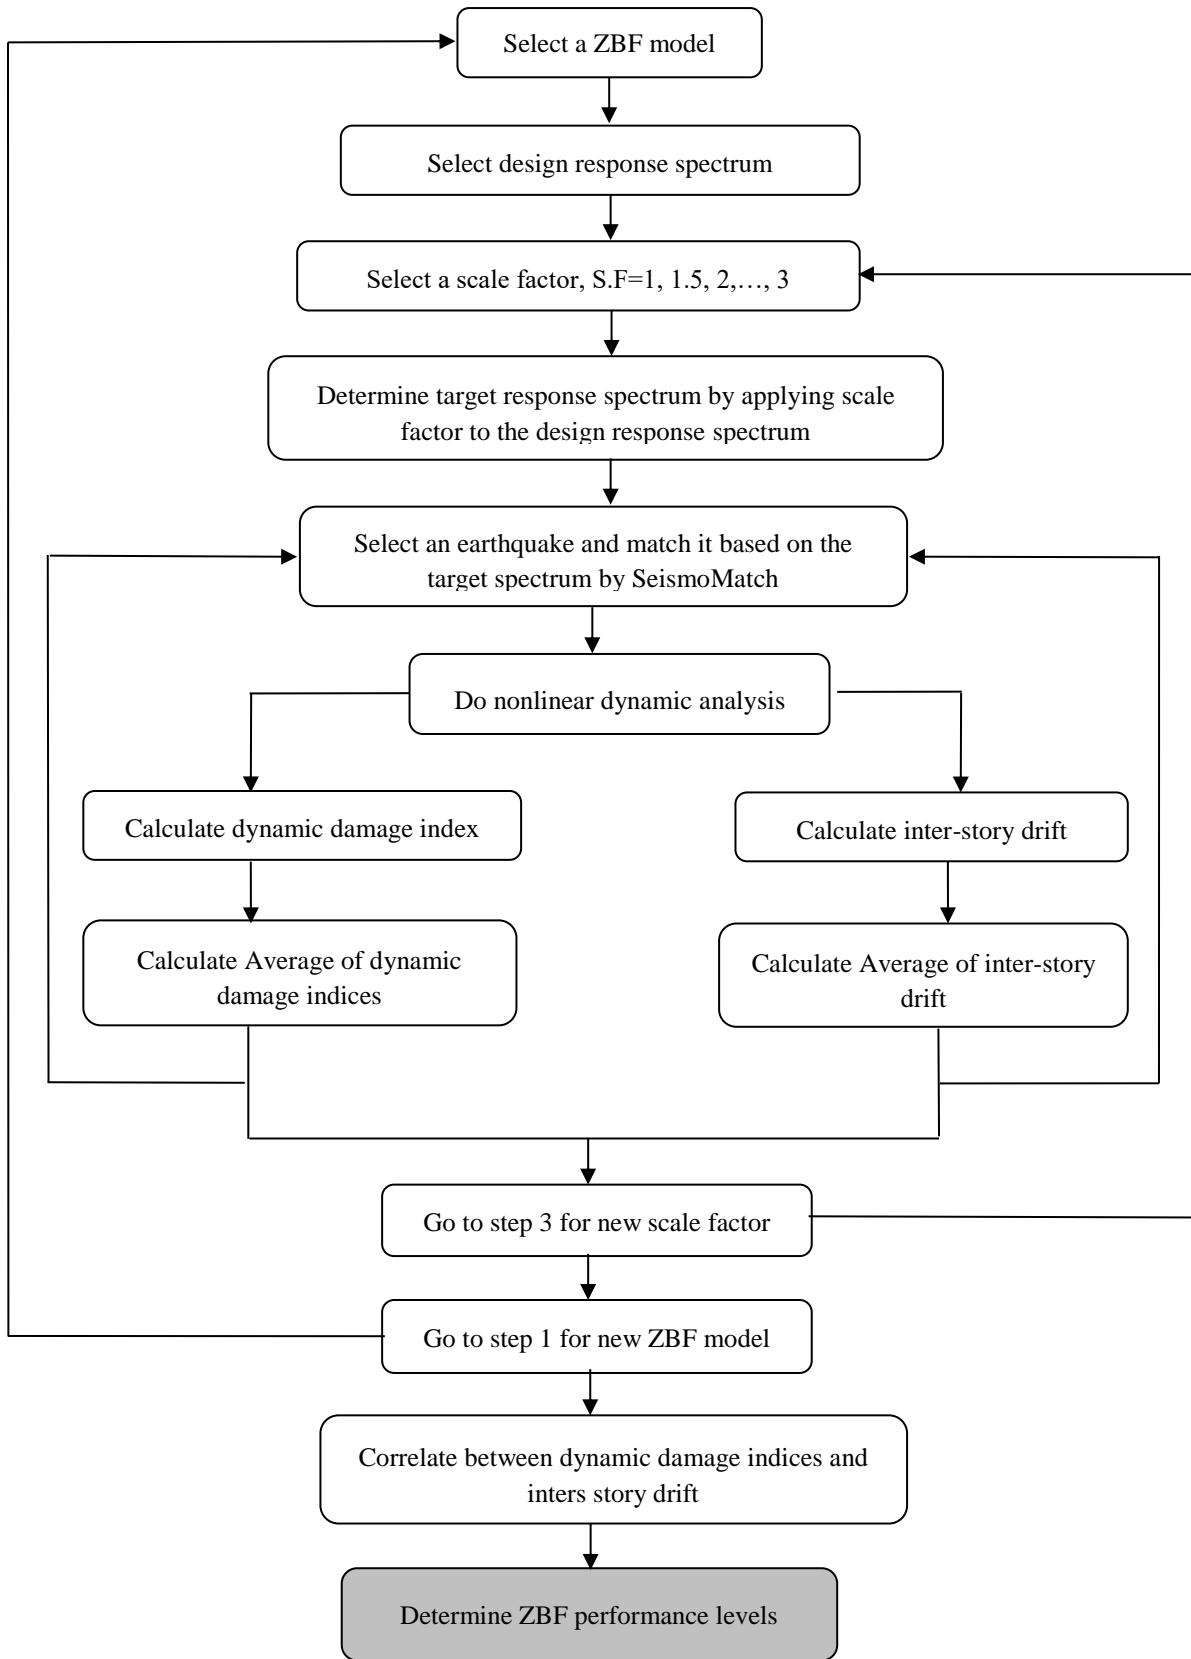 Select a ZBF model
Select design response spectrum
Select a scale factor, S.F=1, 1.5, 2,…, 3
Determine target response spectrum by applying scale
factor to the design response spectrum
Select an earthquake and match it based on the
target spectrum by SeismoMatch
Do nonlinear dynamic analysis
Calculate dynamic damage index
Calculate inter-story drift
Calculate Average of dynamic
damage indices
Calculate Average of inter-story
drift
Go to step 3 for new scale factor
Go to step 1 for new ZBF model
Correlate between dynamic damage indices and
inters story drift
Determine ZBF performance levels